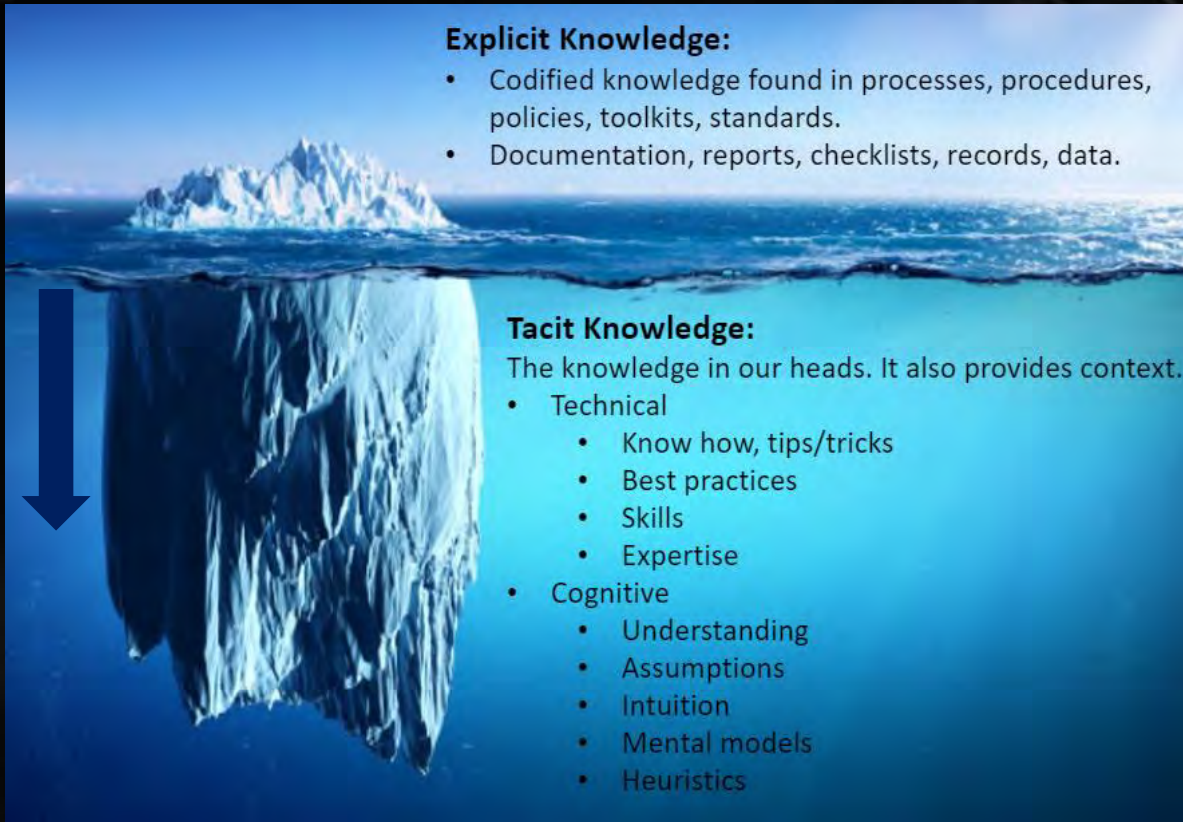 Explicit Knowledge:
• Codified knowledge found in processes, procedures,
policies, toolkits, standards.
• Documentation, reports, checklists, records, data.
Tacit Knowledge:
The knowledge in our heads. It also provides context.
• Technical
• Know how, tips/tricks
• Best practices
• Skills
• Expertise
• Cognitive
• Understanding
• Assumptions
• Intuition
• Mental models
• Heuristics